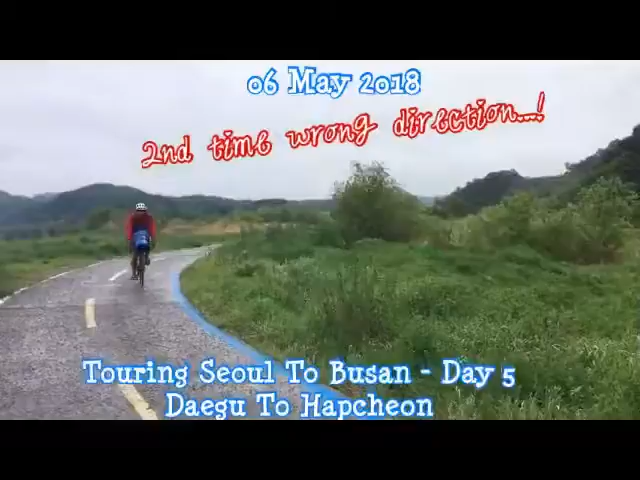 06 May 2018
2nd time wrong direction....!
Touring Seoul To Busan - Day 5
Daegu To Hapcheon